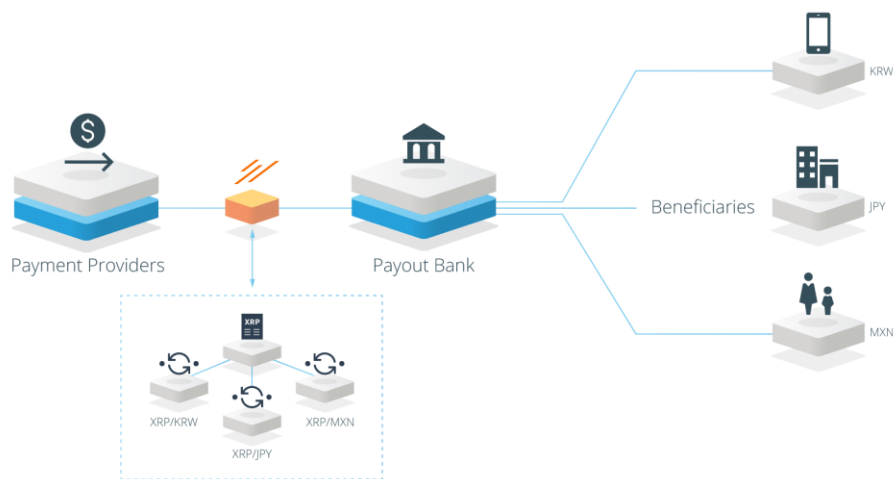 KRW
$
Payment Providers
Payout Bank
Beneficiaries
JPY
MXN
XRP
XRP/KRW
XRP/JPY
XRP/MXN